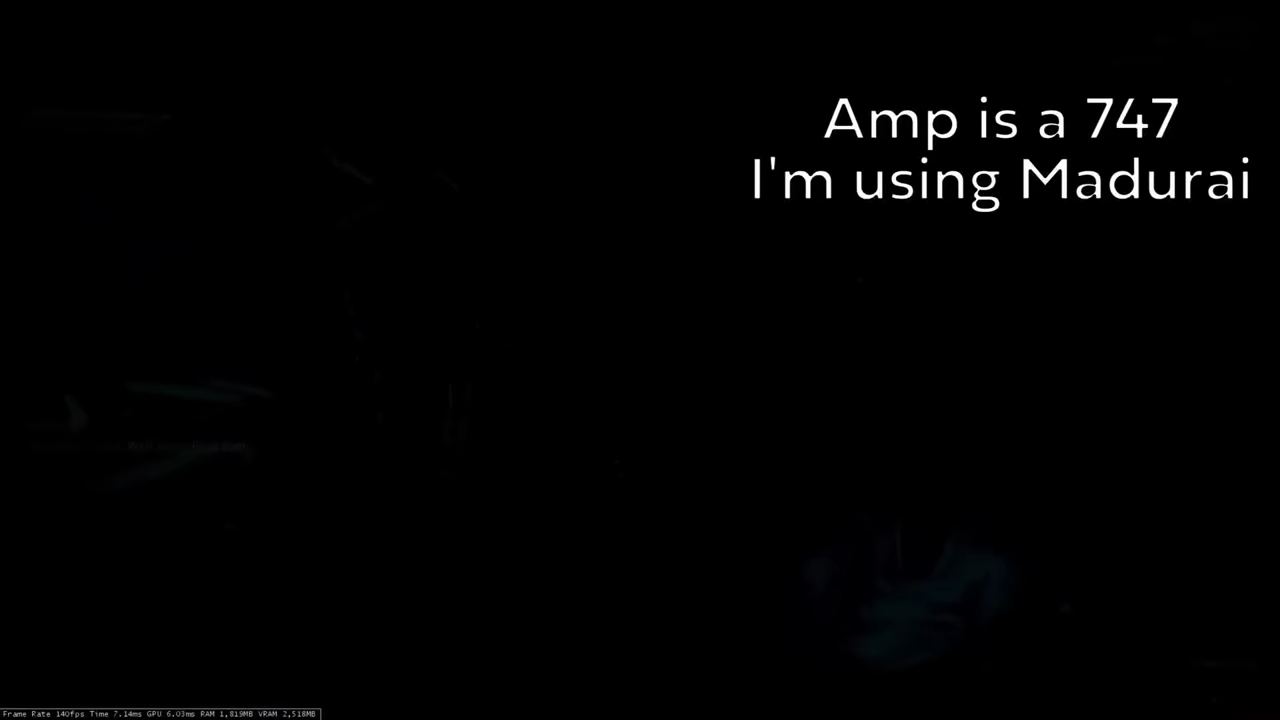 Amp is a 747
I'm using Madurai
Frame Rate 140fps Time 7.14ms GPU 6.03ms RAM 1,819MB VRAM 2,518MB